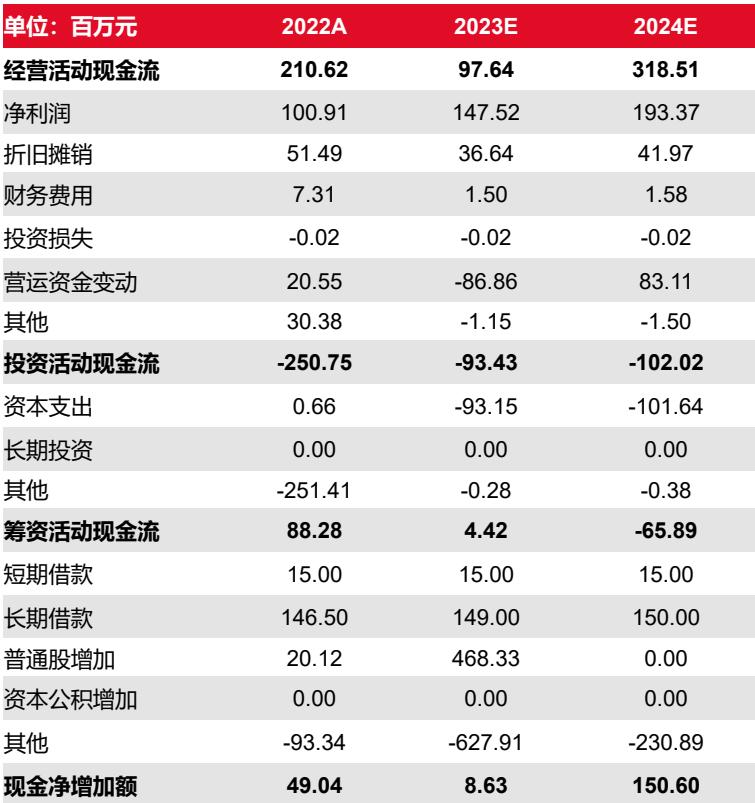 单位：百万元 2022A 2023E 2024E
经营活动现金流 210.62 97.64 318.51
净利润 100.91 147.52 193.37
折旧摊销 51.49 36.64 41.97
财务费用 7.31 1.50 1.58
投资损失 -0.02 -0.02 -0.02
营运资金变动 20.55 -86.86 83.11
其他 30.38 -1.15 -1.50
投资活动现金流 -250.75 -93.43 -102.02
资本支出 0.66 -93.15 -101.64
长期投资 0.00 0.00 0.00
其他 -251.41 -0.28 -0.38
筹资活动现金流 88.28 4.42 -65.89
短期借款 15.00 15.00 15.00
长期借款 146.50 149.00 150.00
普通股增加 20.12 468.33 0.00
资本公积增加 0.00 0.00 0.00
其他 -93.34 -627.91 -230.89
现金净增加额 49.04 8.63 150.60